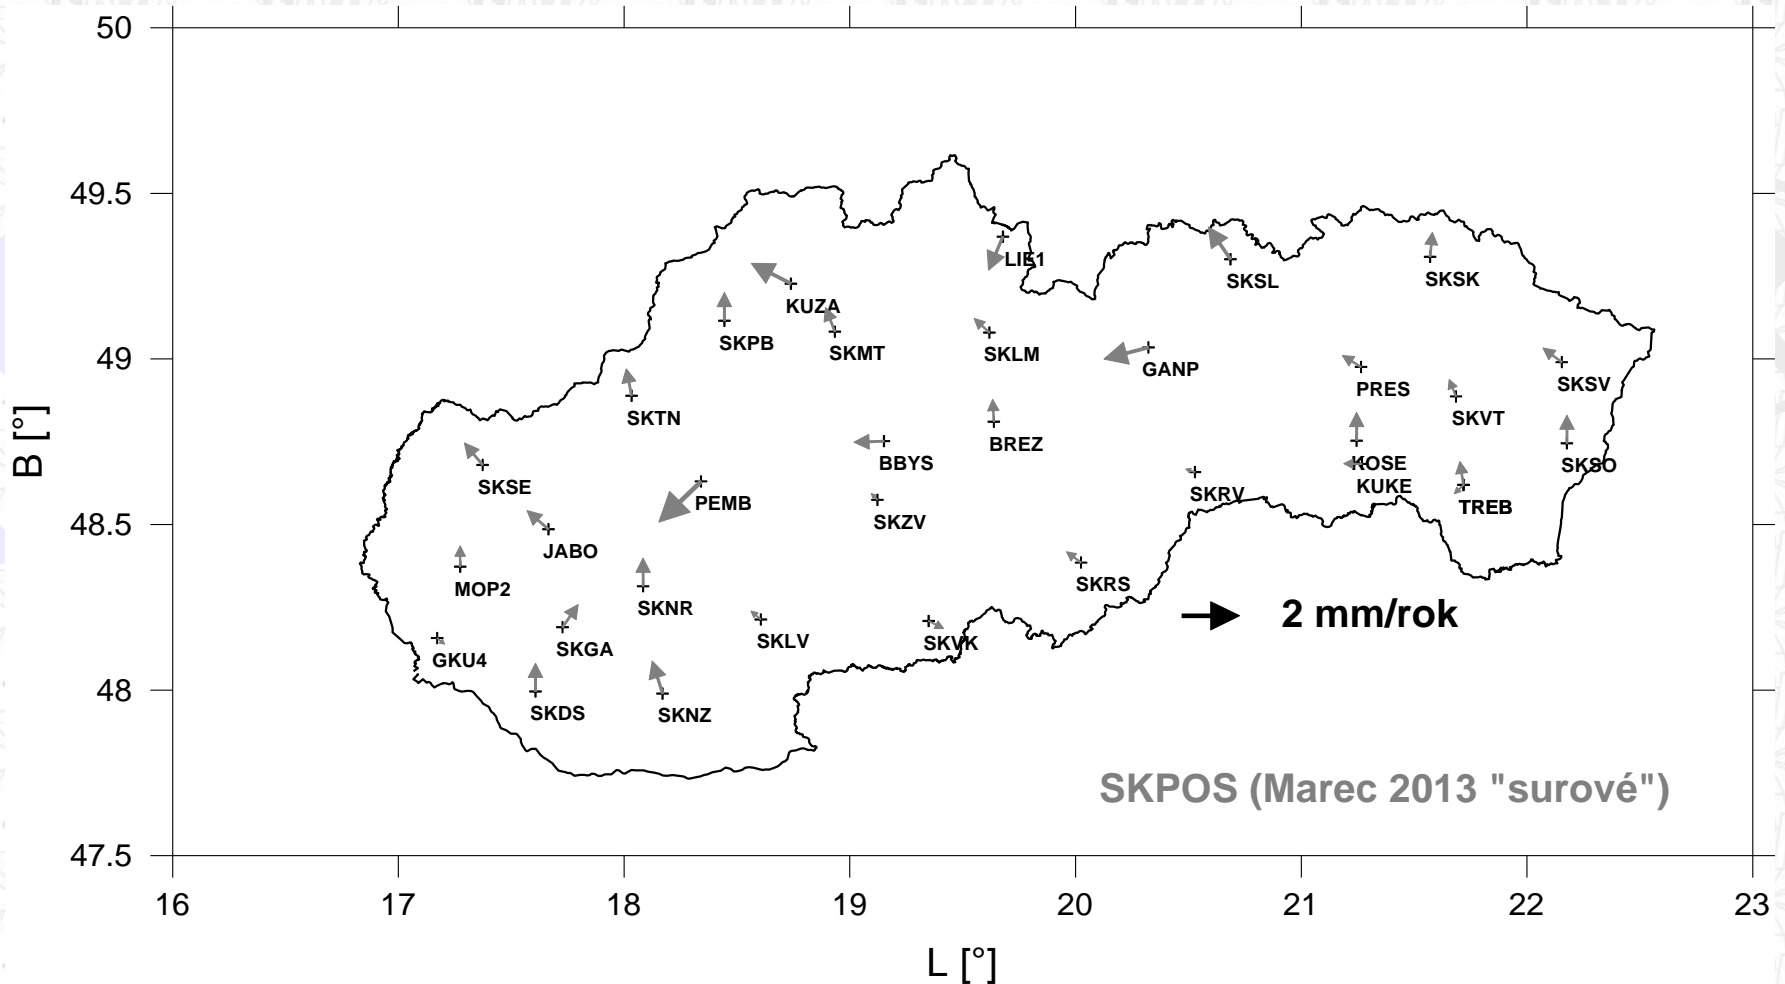 50
49.5
LIE1
SKSL
SKSK
KUZA
SKPB
SKMT
SKLM
GANP
49
PRES
SKSV
SKTN
SKVT
BREZ
BBYS
KOSE
SKSO
SKSE
KUKE
SKRV
PEMB
SKZV
TREB
48.5
JABO
MOP2
SKRS
SKNR
2 mm/rok
SKLV
SKVK
SKGA
GKU4
48
SKDS
SKNZ
SKPOS (Marec 2013 "surové")
47.5
16
17
18
19
20
21
22
23
B [°]
L [°]